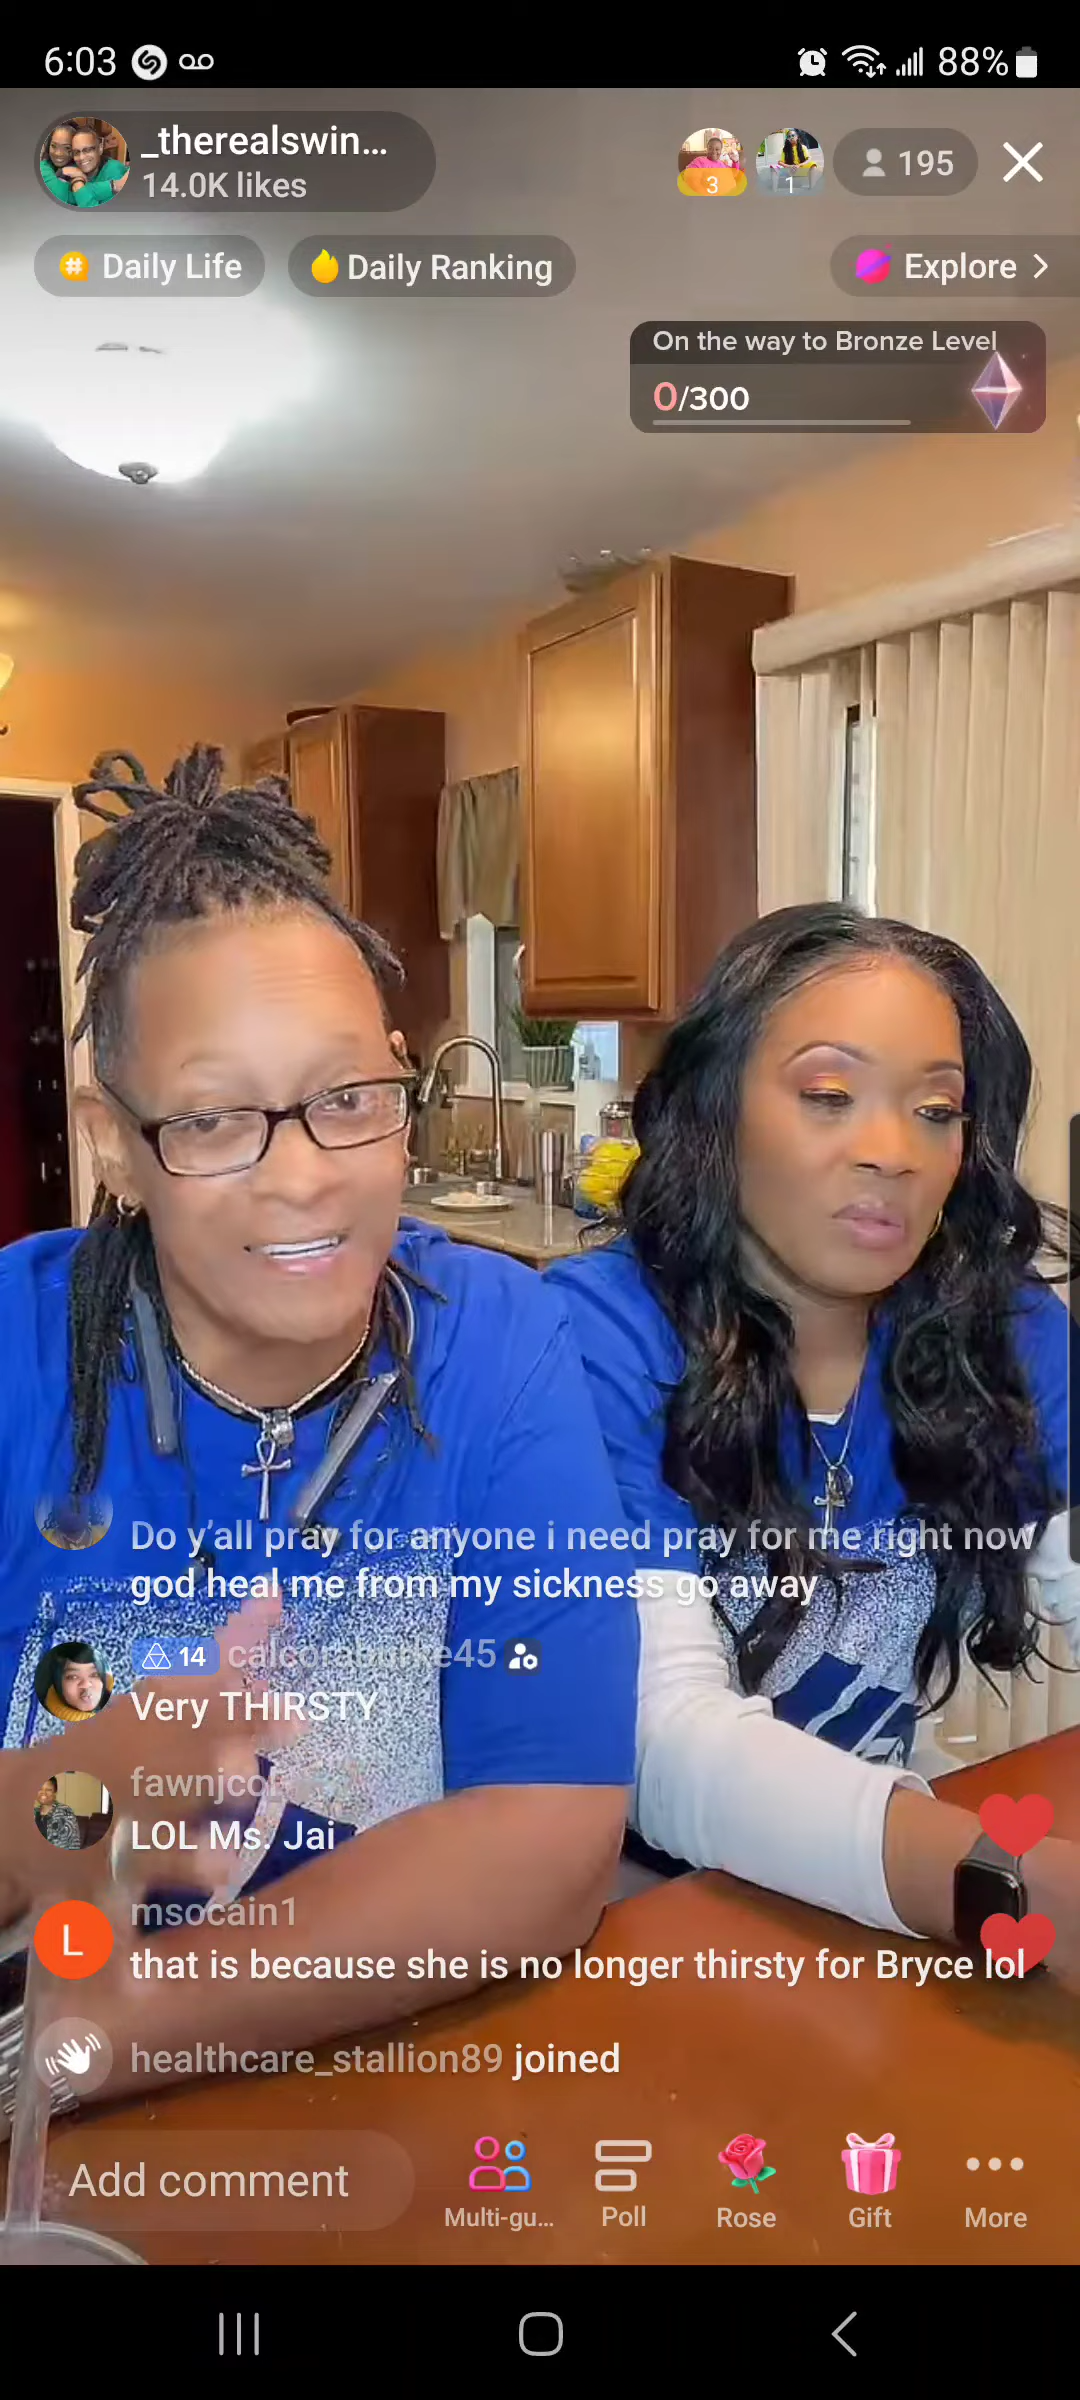 6:03
88%
_therealswin...
14.0K likes
3
1
195
Daily Life
Daily Ranking
Explore >
On the way to Bronze Level
0/300
Do y'all pray for anyone i need pray for me right now
god heal me from my sickness go away
14 calcoraburke45
Very THIRSTY
LOL Ms. Jai
L
msocain1
that is because she is no longer thirsty for Bryce lol
healthcare_stallion89 joined
Add comment
Multi-gu...
Poll
Rose
Gift
More